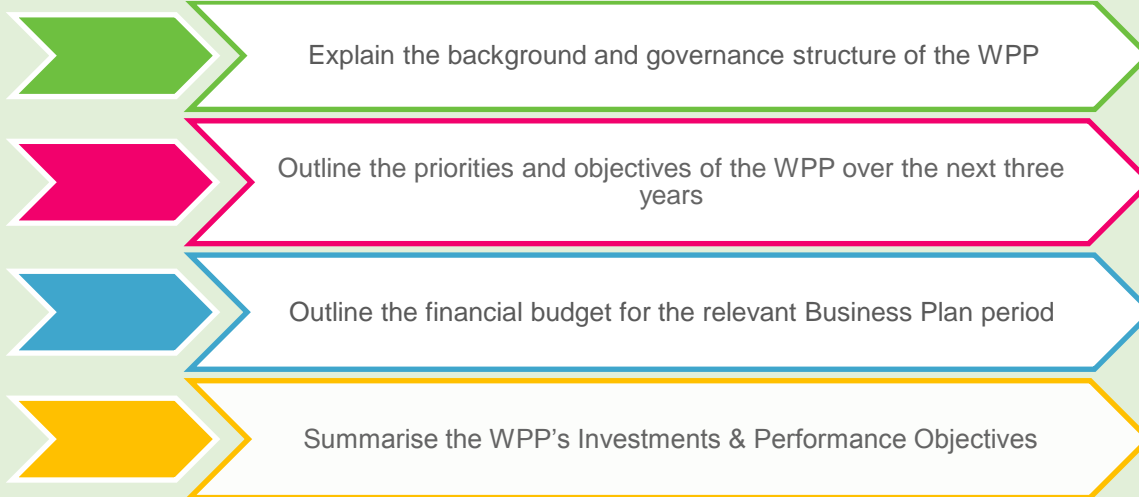 Explain the background and governance structure of the WPP
Outline the priorities and objectives of the WPP over the next three
years
Outline the financial budget for the relevant Business Plan period
Summarise the WPP’s Investments & Performance Objectives